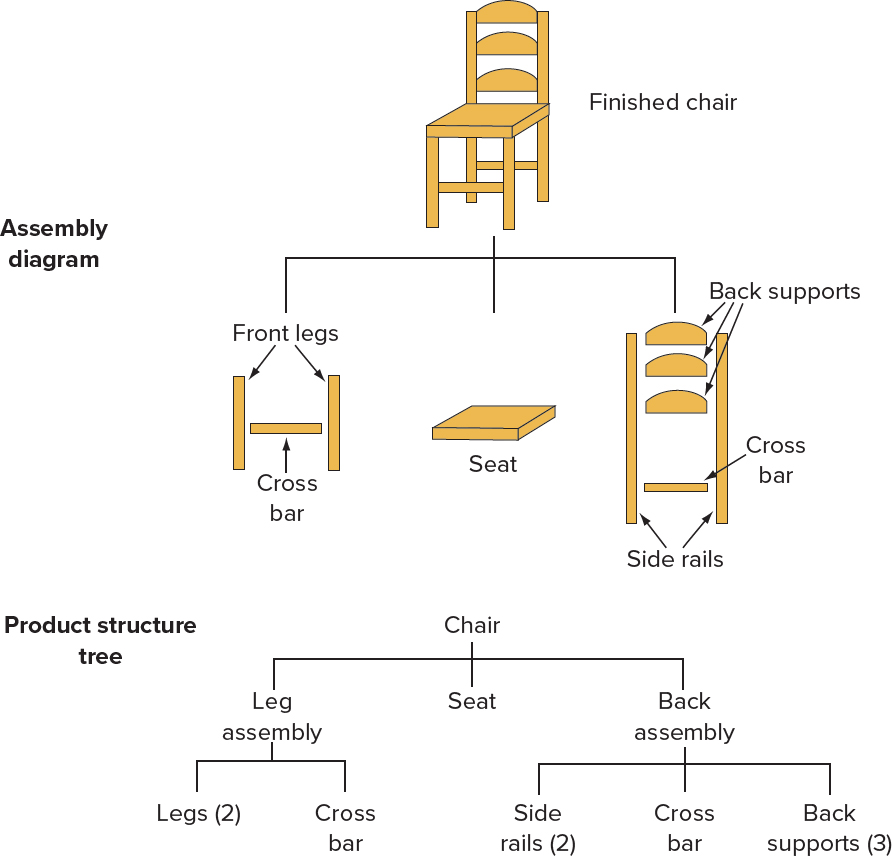 Finished chair
Assembly
diagram
Back supports
Front legs
Cross
bar
Seat
Cross
bar
Side rails
Product structure
tree
Chair
Leg
assembly
Seat
Back
assembly
Legs (2)
Cross
bar
Side
rails (2)
Cross
bar
Back
supports (3)